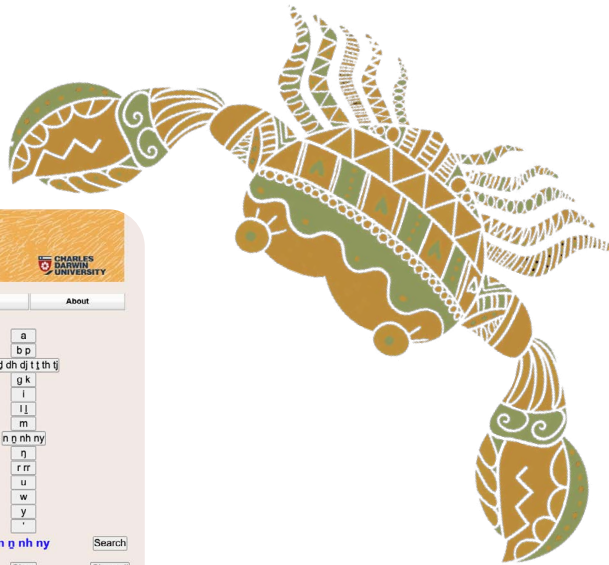 CHARLES
DARWIN
UNIVERSITY
About
a
b p
dh dj t ṯ th tj
g k
i
l ḻ
m
n ṉ nh ny
ŋ
r rr
u
w
y
'
ṉ nh ny
Search